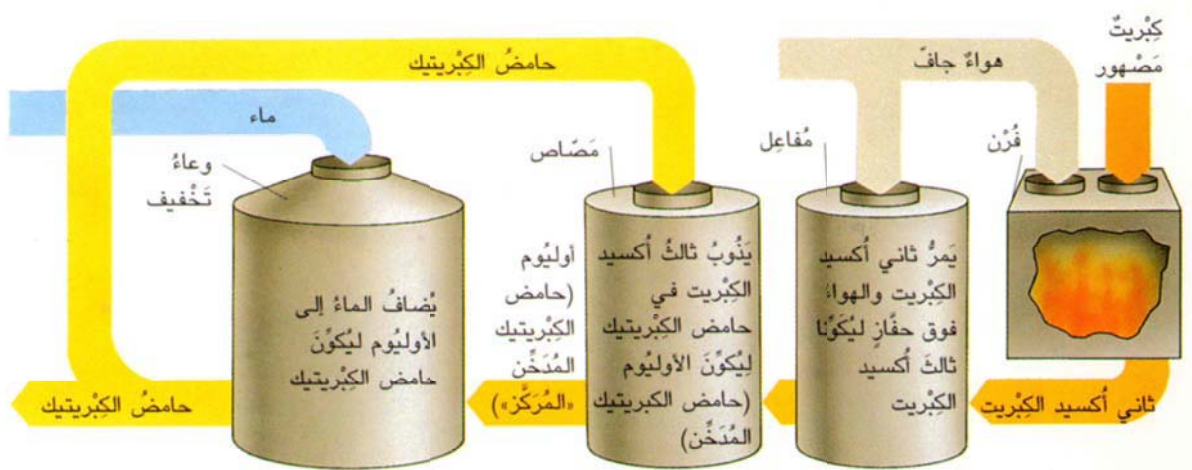 كِبْريتٌ
مَصْهور
هواءٌ جافّ
فُرْن
ثاني أُكسيد الكِبْريت
مُفاعِل
يَمرُّ ثاني أُكسيد
الكِبْريت والهواءُ
فوق حفّازٍ ليُكَوِّنا
ثالثَ أُكسيد
الكِبْريت
حامضُ الكِبْريتيك
مَصّاص
يَذُوبُ ثالثُ أُكسيد
الكِبْريت في
حامض الكِبْريتيك
لِيُكوِّنَ الأوليُوم
(حامض الكبريتيك
المُدَخِّن)
أوليُوم
(حامض
الكِبْريتيك
المُدَخِّن
«المُرَكَّز»)
ماء
وعاءُ
تَخْفيف
يُضافُ الماءُ إلى
الأوليُوم ليُكوِّنَ
حامض الكِبْريتيك
حامضُ الكِبْريتيك